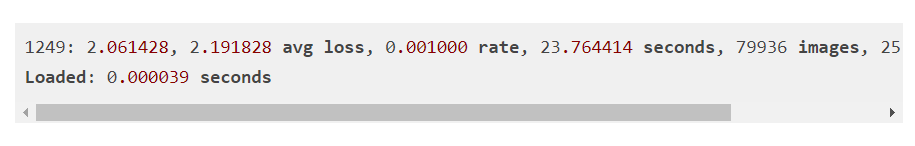 1249: 2.061428, 2.191828 avg loss, 0.001000 rate, 23.764414 seconds, 79936 images, 25
Loaded: 0.000039 seconds